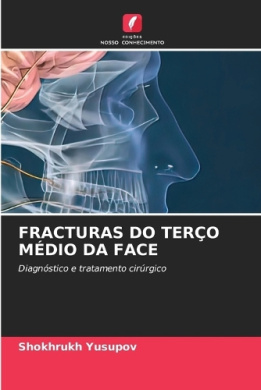 edições
NOSSO CONHECIMENTO
FRACTURAS DO TERÇO
MÉDIO DA FACE
Diagnóstico e tratamento cirúrgico
Shokhrukh Yusupov